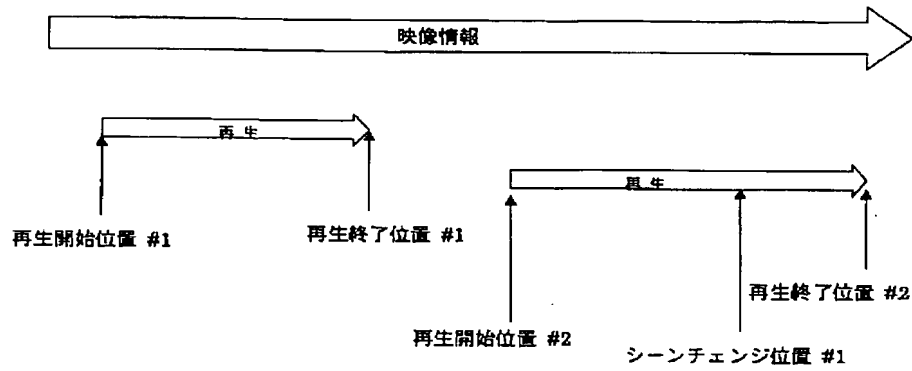 映像情報
再生
再生
再生開始位置 #1
再生終了位置 #1
再生終了位置 #2
再生開始位置 #2
シーンチェンジ位置 #1